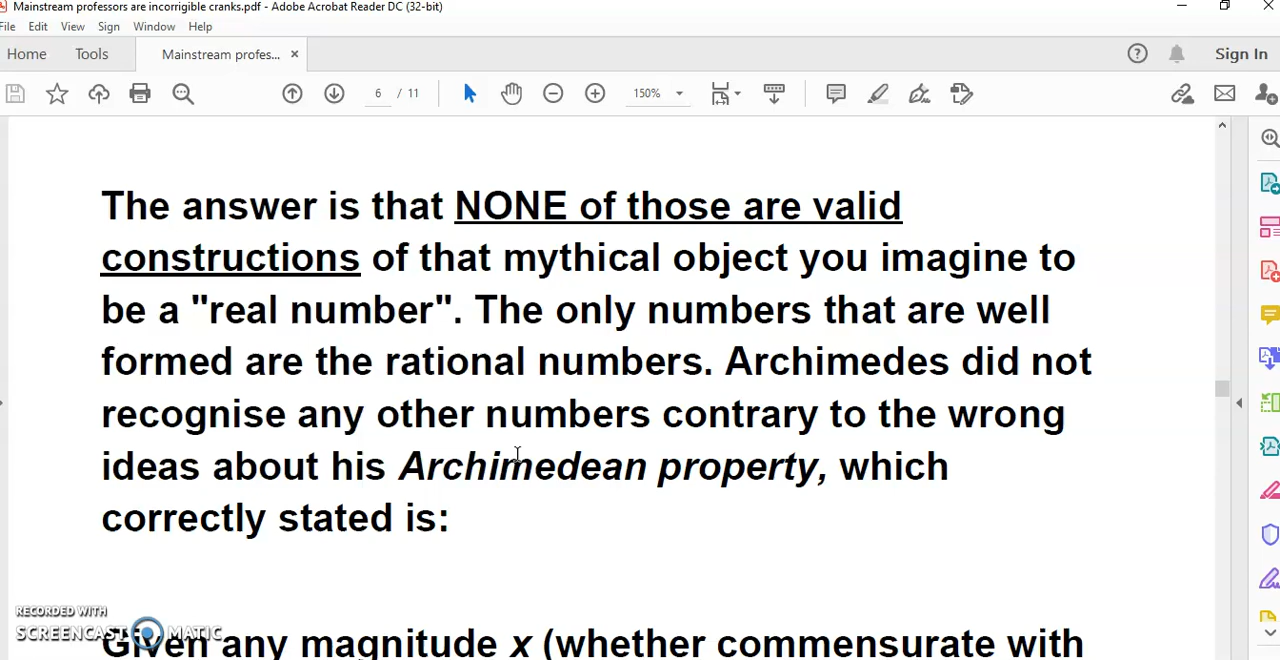 Mainstream professors are incorrigible cranks.pdf - Adobe Acrobat Reader DC (32-bit)
File Edit View Sign Window Help
Home Tools Mainstream profes... × Sign In
6 / 11 150%
The answer is that NONE of those are valid
constructions of that mythical object you imagine to
be a "real number". The only numbers that are well
formed are the rational numbers. Archimedes did not
recognise any other numbers contrary to the wrong
ideas about his Archimedean property, which
correctly stated is:
RECORDED WITH
SCREENCAST MATIC
Given any magnitude x (whether commensurate with